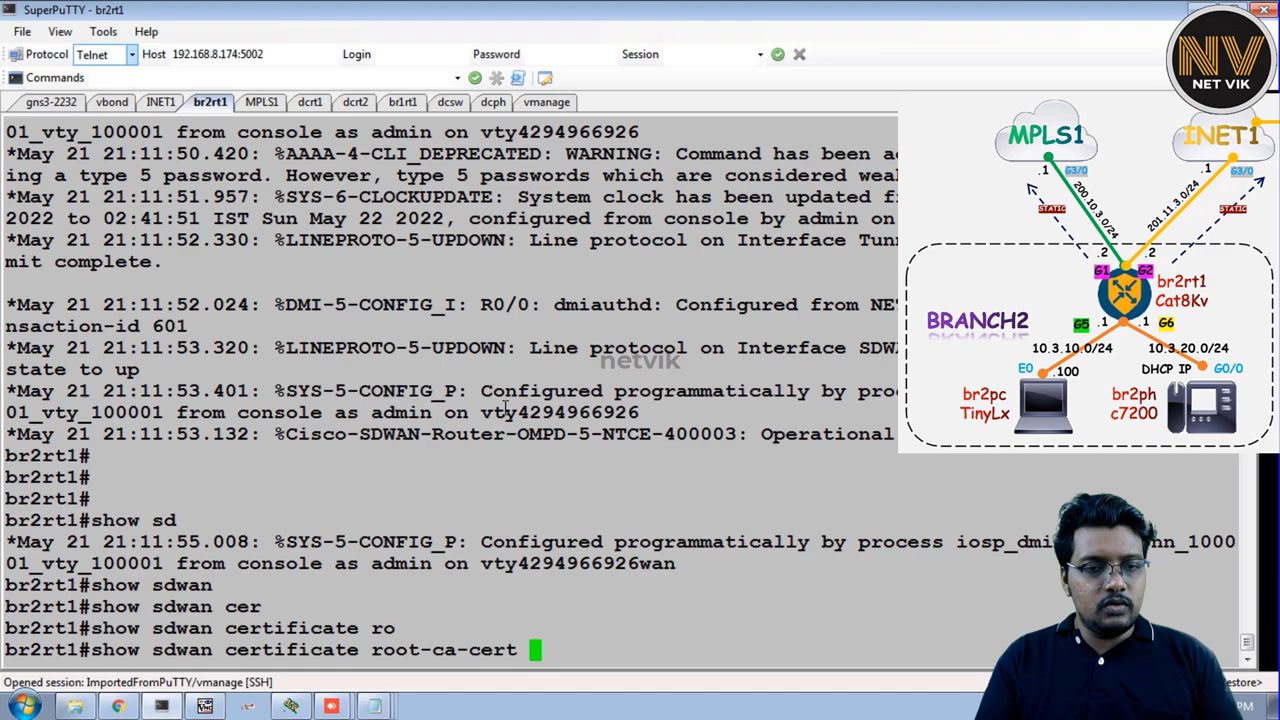 SuperPuTTY - br2rt1
File View Tools Help
Protocol Telnet Host 192.168.8.174:5002 Login Password Session
Commands
gns3-2232 vbond INET1 br2rt1 MPLS1 dcrt1 dcrt2 br1rt1 dcsw dcph vmanage
01_vty_100001 from console as admin on vty4294966926
*May 21 21:11:50.420: %AAAA-4-CLI_DEPRECATED: WARNING: Command has been a
ing a type 5 password. However, type 5 passwords which are considered wea
*May 21 21:11:51.957: %SYS-6-CLOCKUPDATE: System clock has been updated f
2022 to 02:41:51 IST Sun May 22 2022, configured from console by admin on
*May 21 21:11:52.330: %LINEPROTO-5-UPDOWN: Line protocol on Interface Tun
mit complete.
*May 21 21:11:52.024: %DMI-5-CONFIG_I: R0/0: dmiauthd: Configured from NE
nsaction-id 601
*May 21 21:11:53.320: %LINEPROTO-5-UPDOWN: Line protocol on Interface SDW
state to up
*May 21 21:11:53.401: %SYS-5-CONFIG_P: Configured programmatically by pro
01_vty_100001 from console as admin on vty4294966926
*May 21 21:11:53.132: %Cisco-SDWAN-Router-OMPD-5-NTCE-400003: Operational
br2rt1#
br2rt1#
br2rt1#
br2rt1#show sd
*May 21 21:11:55.008: %SYS-5-CONFIG_P: Configured programmatically by process iosp_dmi nn_1000
01_vty_100001 from console as admin on vty4294966926wan
br2rt1#show sdwan
br2rt1#show sdwan cer
br2rt1#show sdwan certificate ro
br2rt1#show sdwan certificate root-ca-cert
Opened session: ImportedFromPuTTY/vmanage [SSH]
estore>
PM
netvik
NV
NET VIK
MPLS1 INET1
.1 G3/0 .1 G3/0
200.10.3.0/24 201.11.3.0/24
STATIC STATIC
.2 .2
G1 G2
br2rt1
Cat8Kv
BRANCH2
G5 .1 .1 G6
10.3.10.0/24 10.3.20.0/24
E0 .100 DHCP IP G0/0
br2pc
TinyLx
br2ph
c7200